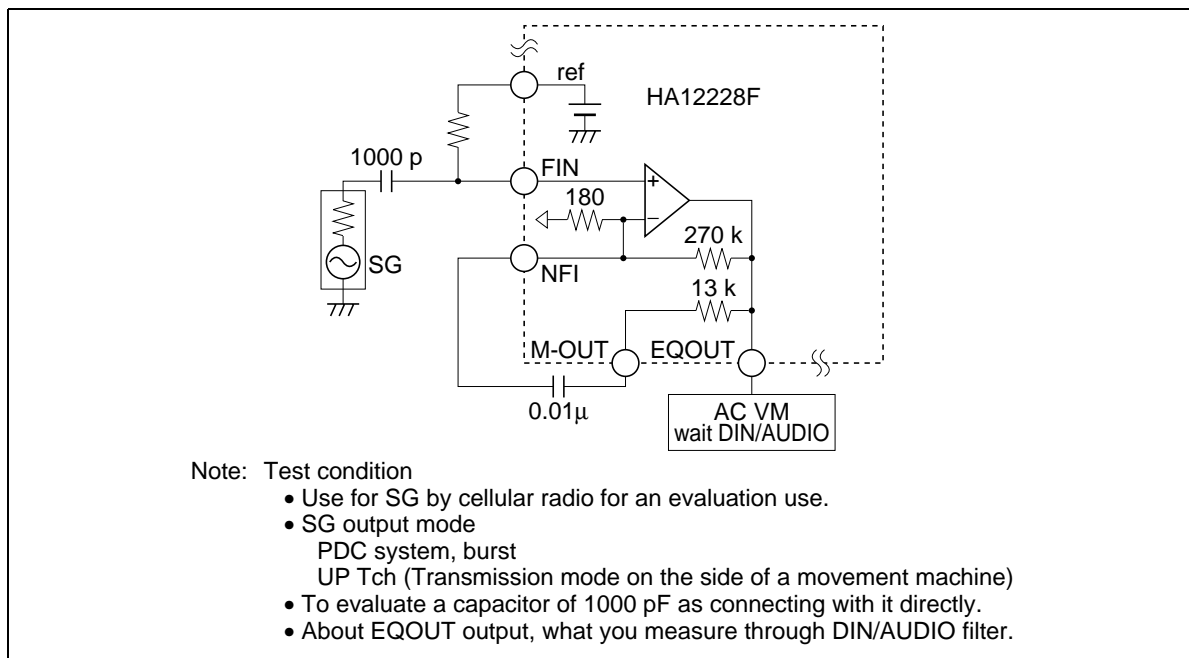 ref
HA12228F
1000 p
FIN
+
180
−
270 k
SG
NFI
13 k
M-OUT
EQOUT
0.01µ
AC VM
wait DIN/AUDIO
Note: Test condition
• Use for SG by cellular radio for an evaluation use.
• SG output mode
PDC system, burst
UP Tch (Transmission mode on the side of a movement machine)
• To evaluate a capacitor of 1000 pF as connecting with it directly.
• About EQOUT output, what you measure through DIN/AUDIO filter.